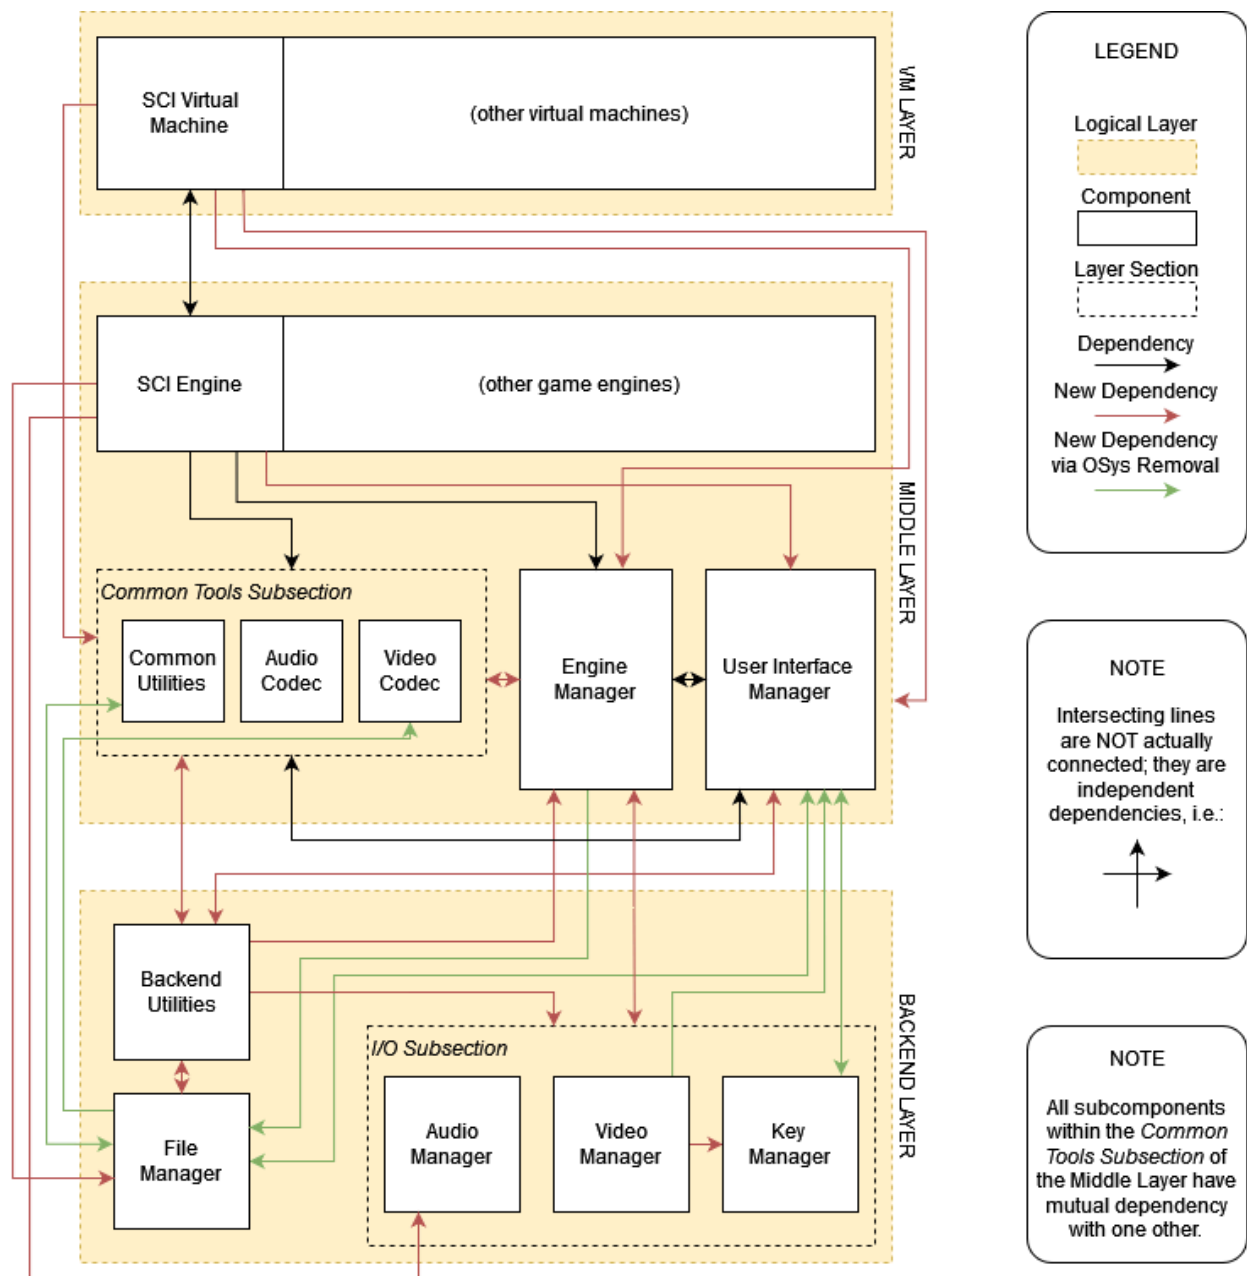 SCI Virtual
Machine
(other virtual machines)
VM LAYER
SCI Engine
(other game engines)
MIDDLE LAYER
Common Tools Subsection
Common
Utilities
Audio
Codec
Video
Codec
Engine
Manager
User Interface
Manager
Backend
Utilities
BACKEND LAYER
I/O Subsection
File
Manager
Audio
Manager
Video
Manager
Key
Manager
LEGEND
Logical Layer
Component
Layer Section
Dependency
New Dependency
New Dependency
via OSys Removal
NOTE
Intersecting lines
are NOT actually
connected; they are
independent
dependencies, i.e.:
NOTE
All subcomponents
within the Common
Tools Subsection of
the Middle Layer have
mutual dependency
with one other.